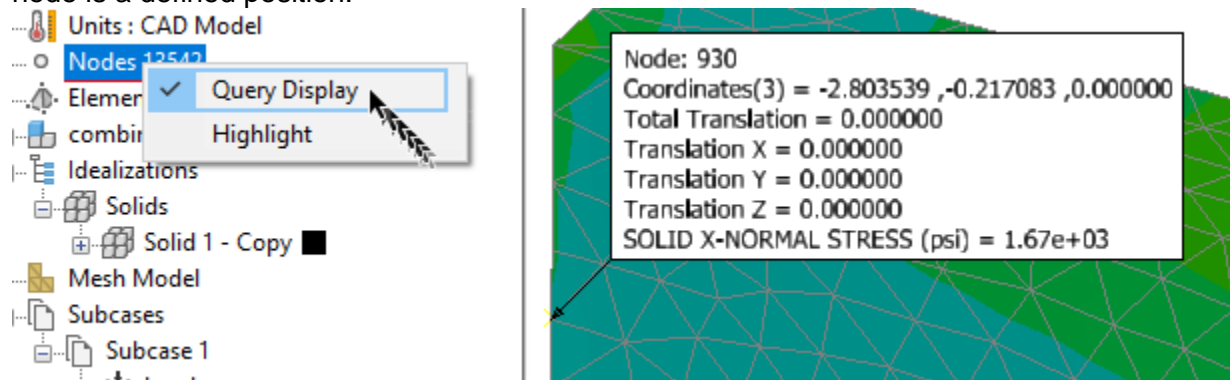 node is a defined position.
Units : CAD Model
Nodes 13542
Query Display
Highlight
Idealizations
Solids
Solid 1 - Copy
Mesh Model
Subcases
Subcase 1
Node: 930
Coordinates(3) = -2.803539 ,-0.217083 ,0.000000
Total Translation = 0.000000
Translation X = 0.000000
Translation Y = 0.000000
Translation Z = 0.000000
SOLID X-NORMAL STRESS (psi) = 1.67e+03